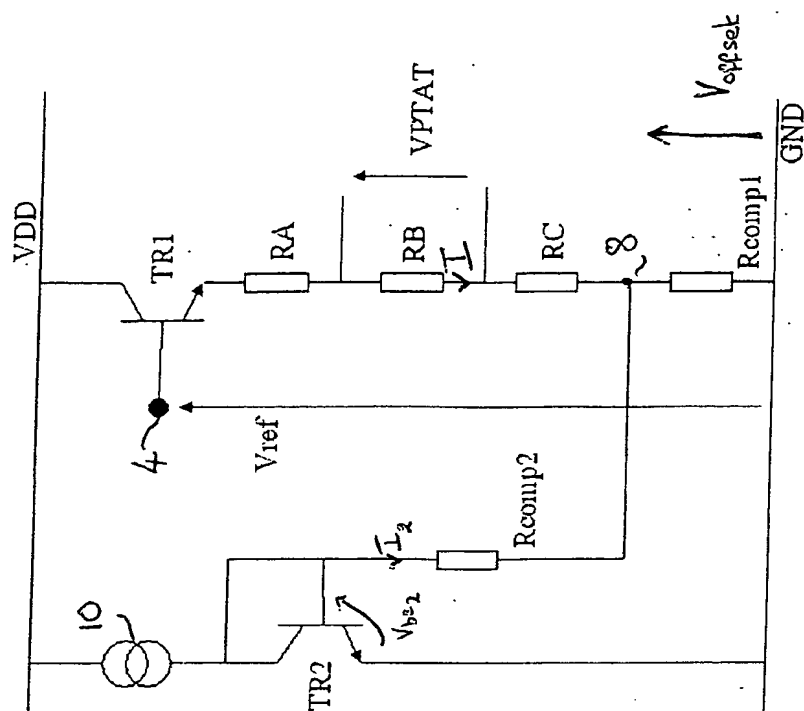 VDD
TR1
RA
VPTAT
RB
I
RC
8
Rcomp1
Voffset
GND
4
Vref
10
I2
Vbe2
Rcomp2
TR2